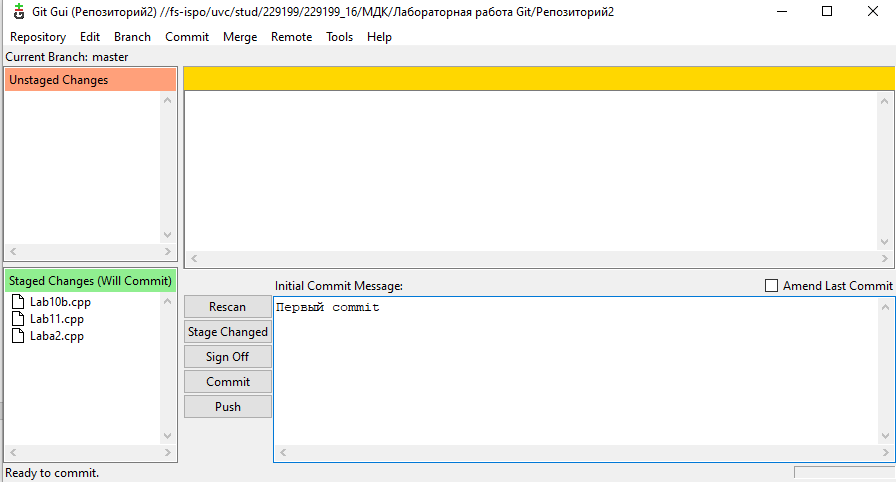 Git Gui (Репозиторий2) //fs-ispo/uvc/stud/229199/229199_16/МДК/Лабораторная работа Git/Репозиторий2
Repository Edit Branch Commit Merge Remote Tools Help
Current Branch: master
Unstaged Changes
Staged Changes (Will Commit)
Lab10b.cpp
Lab11.cpp
Laba2.cpp
Initial Commit Message:
Amend Last Commit
Rescan
Stage Changed
Sign Off
Commit
Push
Первый commit
Ready to commit.